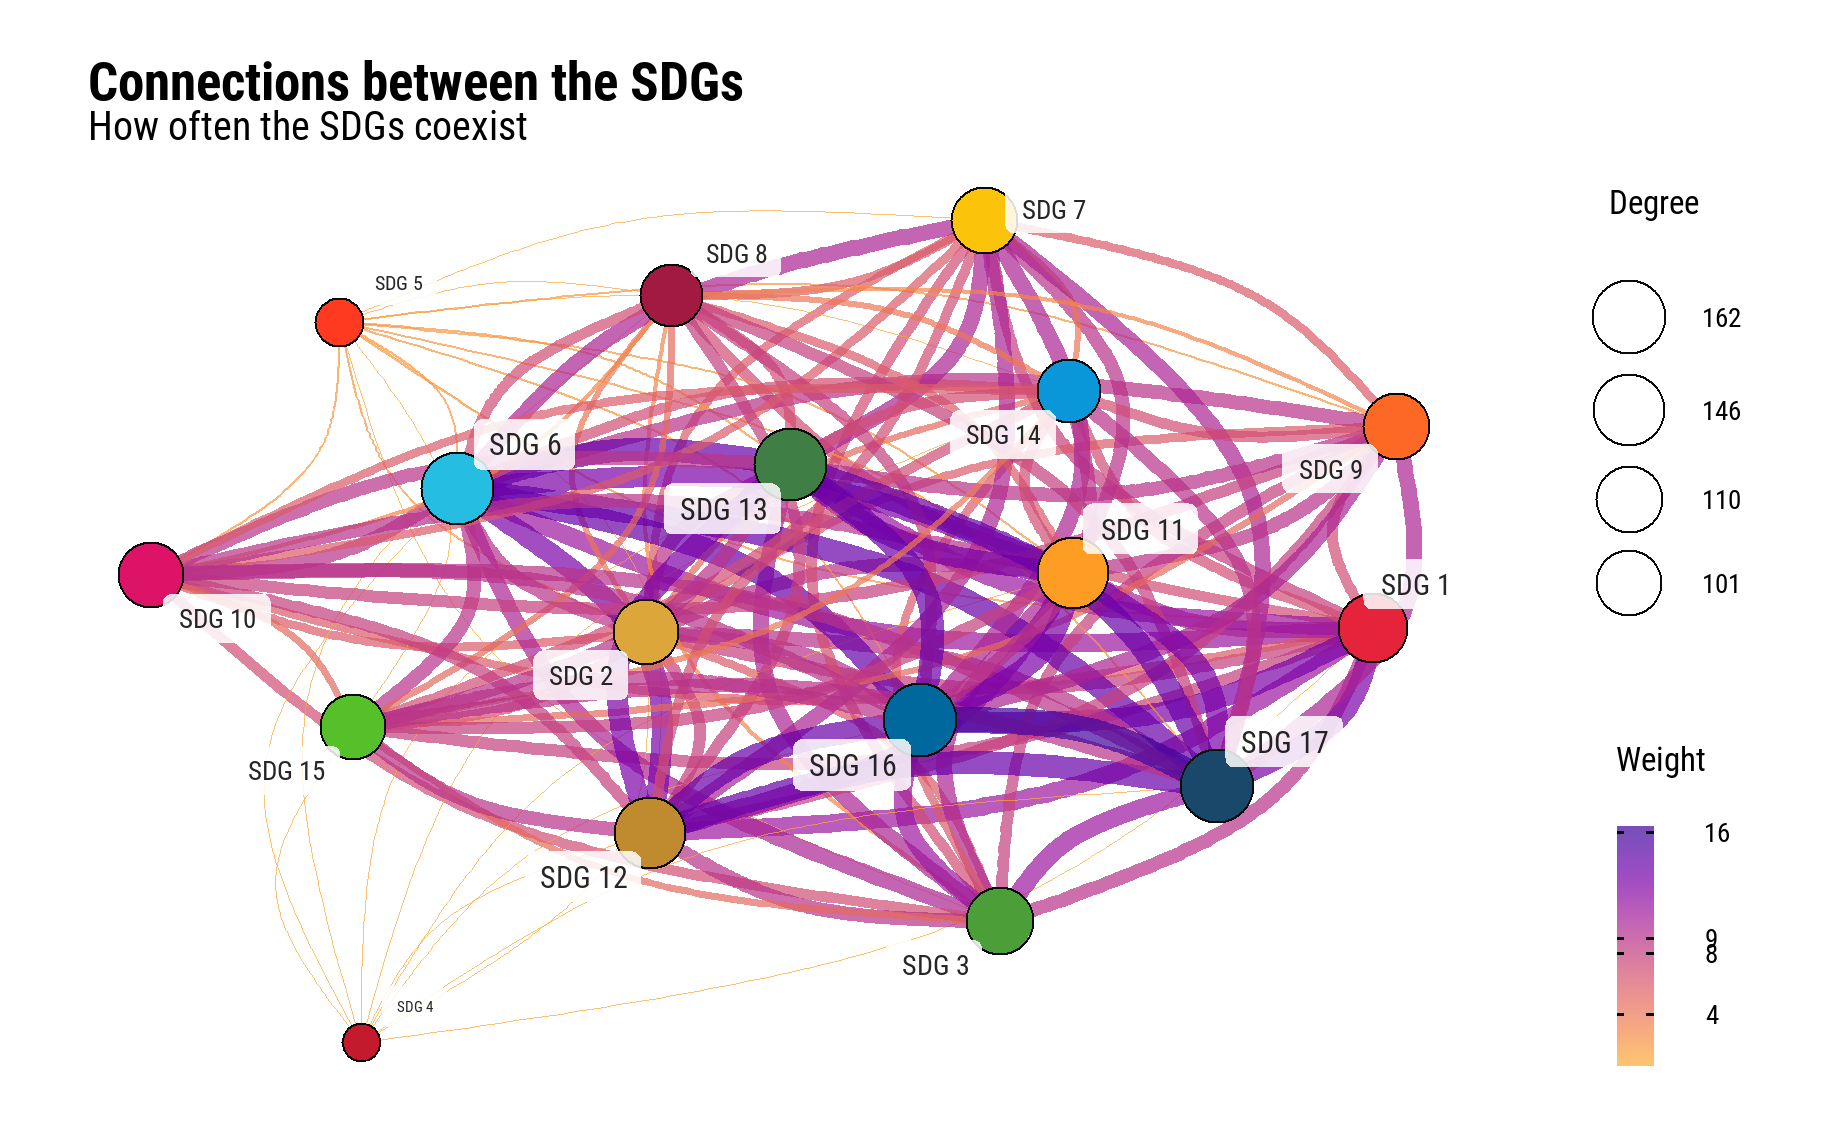 Connections between the SDGs
How often the SDGs coexist
SDG 7
SDG 8
SDG 5
SDG 6
SDG 14
SDG 9
SDG 13
SDG 11
SDG 1
SDG 10
SDG 2
SDG 17
SDG 16
SDG 15
SDG 12
SDG 3
SDG 4
Degree
162
146
110
101
Weight
16
9
8
4